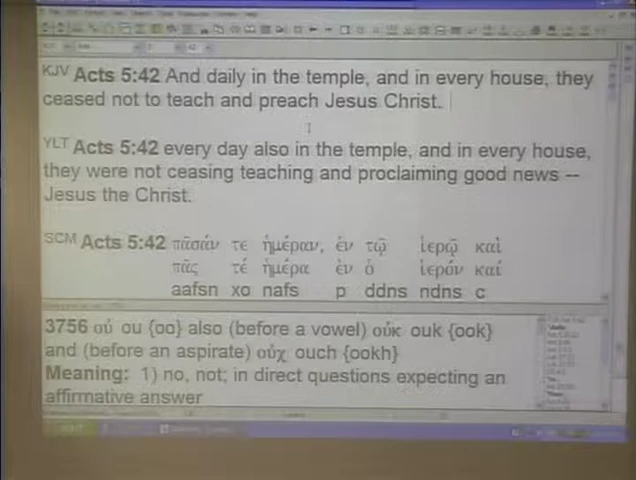 KJV Acts 5:42 And daily in the temple, and in every house, they
ceased not to teach and preach Jesus Christ.
YLT Acts 5:42 every day also in the temple, and in every house,
they were not ceasing teaching and proclaiming good news --
Jesus the Christ.
SCM Acts 5:42 πᾶσάν τε ἡμέραν, ἐν τῷ ἱερῷ καὶ
πᾶς τέ ἡμέρα ἐν ὁ ἱερόν καί
aafsn xo nafs p ddns ndns c
3756 οὐ ou {oo} also (before a vowel) οὐκ ouk {ook}
and (before an aspirate) οὐχ ouch {ookh}
Meaning: 1) no, not; in direct questions expecting an
affirmative answer